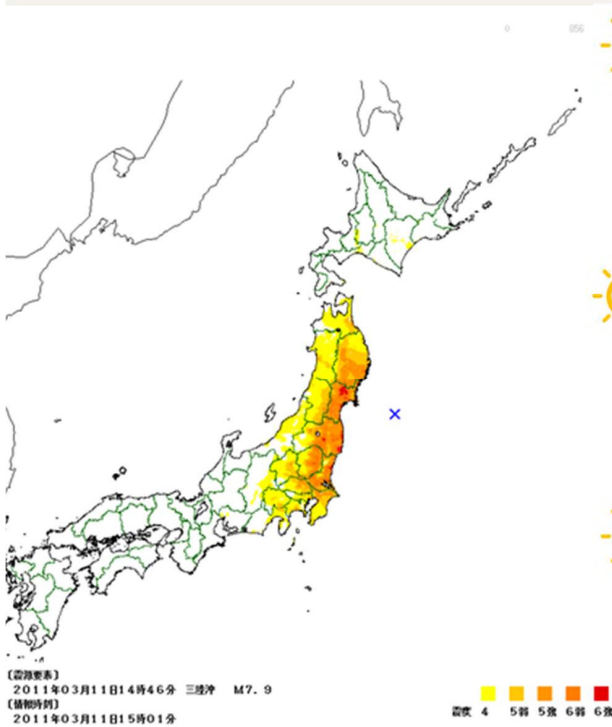 0 856
[震源要素]
2011年03月11日14時46分 三陸沖 M7.9
[情報時刻]
2011年03月11日15時01分
震度 4 5弱 5強 6弱 6強